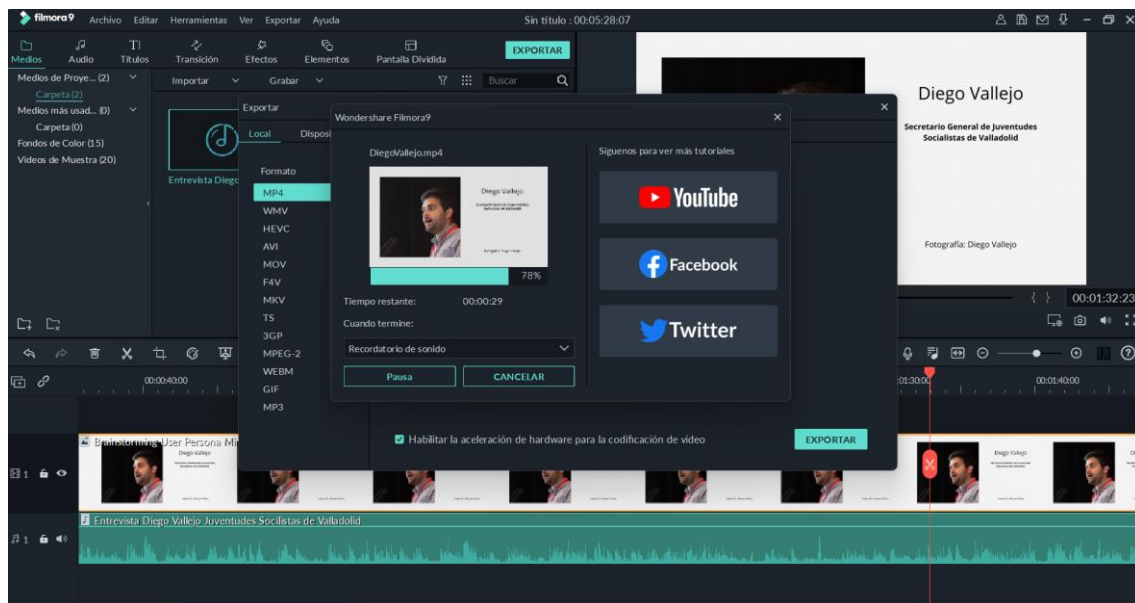 filmora9 Archivo Editar Herramientas Ver Exportar Ayuda Sin título : 00:05:28:07
Medios Audio Títulos Transición Efectos Elementos Pantalla Dividida EXPORTAR
Medios de Proye... (2)
Carpeta (2)
Medios más usad... (0)
Carpeta (0)
Fondos de Color (15)
Videos de Muestra (20)
Importar Grabar Buscar
Entrevista Diego
Exportar
Local Disposi
Formato
MP4
WMV
HEVC
AVI
MOV
F4V
MKV
TS
3GP
MPEG-2
WEBM
GIF
MP3
Wondershare Filmora9
DiegoVallejo.mp4
Diego Vallejo
78%
Tiempo restante: 00:00:29
Cuando termine:
Recordatorio de sonido
Pausa CANCELAR
Síguenos para ver más tutoriales
YouTube
Facebook
Twitter
Habilitar la aceleración de hardware para la codificación de video EXPORTAR
Diego Vallejo
Secretario General de Juventudes
Socialistas de Valladolid
Fotografía: Diego Vallejo
{ } 00:01:32:23
00:00:40:00 :01:30:00 00:01:40:00
Brainstorming User Persona Mi
Diego Vallejo
1
Entrevista Diego Vallejo Juventudes Socilistas de Valladolid
1